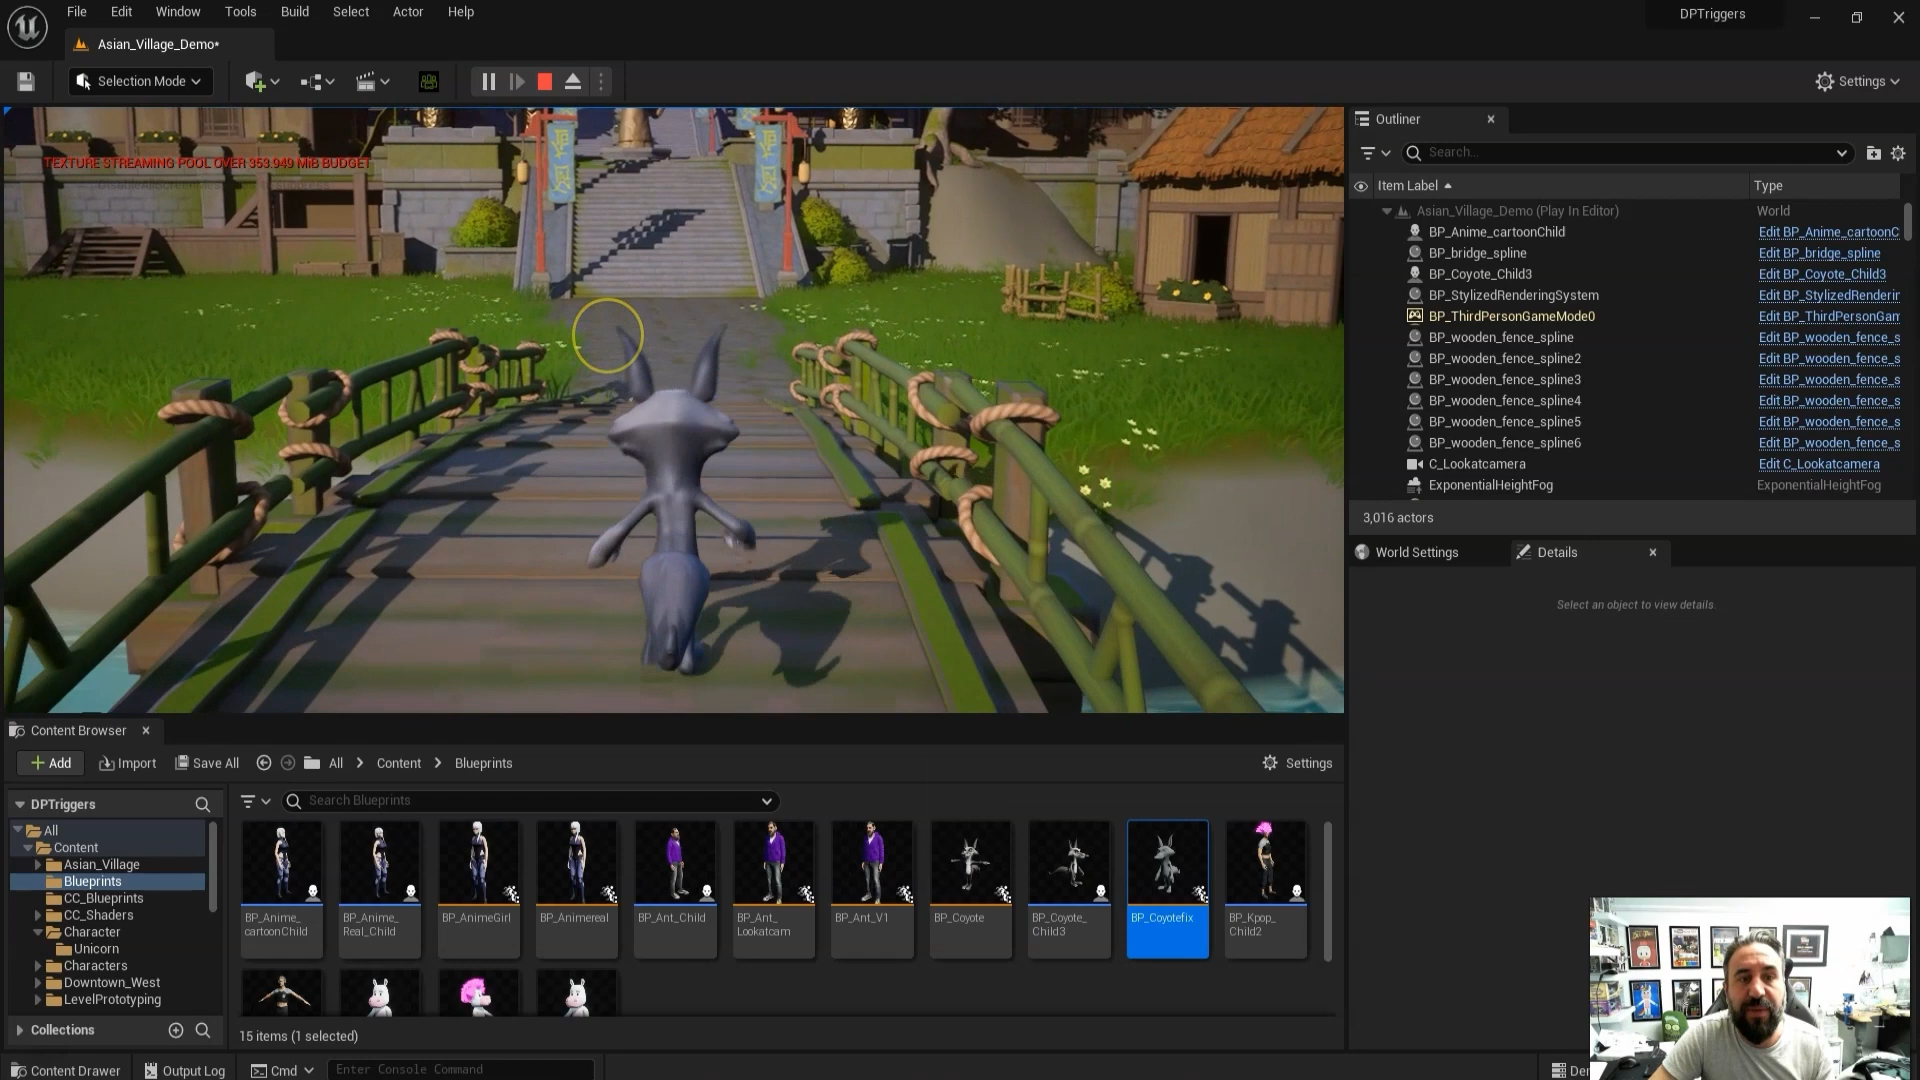 File Edit Window Tools Build Select Actor Help
DPTriggers
Asian_Village_Demo*
Selection Mode
Settings
TEXTURE STREAMING POOL OVER 353.949 MiB BUDGET
Outliner
Search...
Item Label Type
Asian_Village_Demo (Play In Editor) World
BP_Anime_cartoonChild Edit BP_Anime_cartoonC
BP_bridge_spline Edit BP_bridge_spline
BP_Coyote_Child3 Edit BP_Coyote_Child3
BP_StylizedRenderingSystem Edit BP_StylizedRenderin
BP_ThirdPersonGameMode0 Edit BP_ThirdPersonGam
BP_wooden_fence_spline Edit BP_wooden_fence_s
BP_wooden_fence_spline2 Edit BP_wooden_fence_s
BP_wooden_fence_spline3 Edit BP_wooden_fence_s
BP_wooden_fence_spline4 Edit BP_wooden_fence_s
BP_wooden_fence_spline5 Edit BP_wooden_fence_s
BP_wooden_fence_spline6 Edit BP_wooden_fence_s
C_Lookatcamera Edit C_Lookatcamera
ExponentialHeightFog ExponentialHeightFog
3,016 actors
World Settings Details
Select an object to view details.
Content Browser
Add Import Save All All Content Blueprints Settings
DPTriggers
Search Blueprints
All
Content
Asian_Village
Blueprints
CC_Blueprints
CC_Shaders
Character
Unicorn
Characters
Downtown_West
LevelPrototyping
Collections
BP_Anime_
cartoonChild
BP_Anime_
Real_Child
BP_AnimeGirl
BP_Animereal
BP_Ant_Child
BP_Ant_
Lookatcam
BP_Ant_V1
BP_Coyote
BP_Coyote_
Child3
BP_Coyotefix
BP_Kpop_
Child2
15 items (1 selected)
Content Drawer Output Log Cmd Enter Console Command
Der